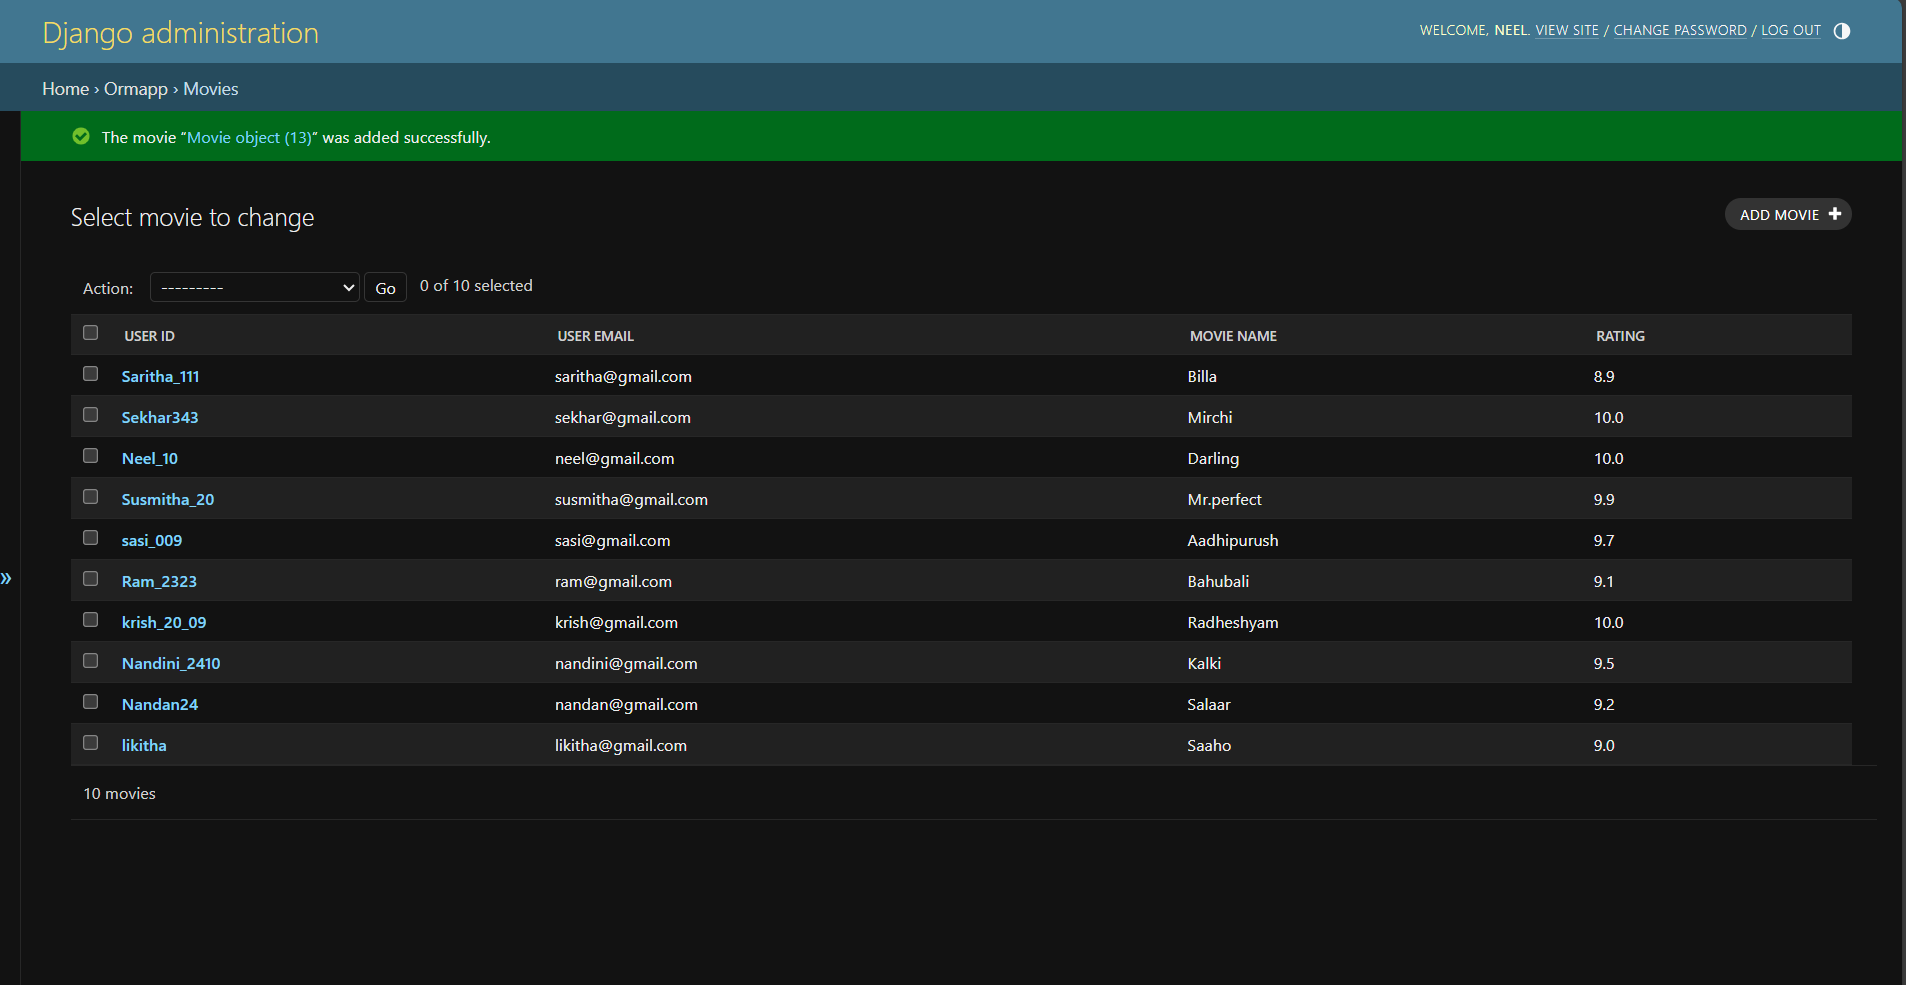 Django administration
WELCOME, NEEL. VIEW SITE / CHANGE PASSWORD / LOG OUT
Home › Ormapp › Movies
The movie “Movie object (13)” was added successfully.
Select movie to change
ADD MOVIE
Action: --------- Go 0 of 10 selected
USER ID USER EMAIL MOVIE NAME RATING
Saritha_111 saritha@gmail.com Billa 8.9
Sekhar343 sekhar@gmail.com Mirchi 10.0
Neel_10 neel@gmail.com Darling 10.0
Susmitha_20 susmitha@gmail.com Mr.perfect 9.9
sasi_009 sasi@gmail.com Aadhipurush 9.7
Ram_2323 ram@gmail.com Bahubali 9.1
krish_20_09 krish@gmail.com Radheshyam 10.0
Nandini_2410 nandini@gmail.com Kalki 9.5
Nandan24 nandan@gmail.com Salaar 9.2
likitha likitha@gmail.com Saaho 9.0
10 movies
»